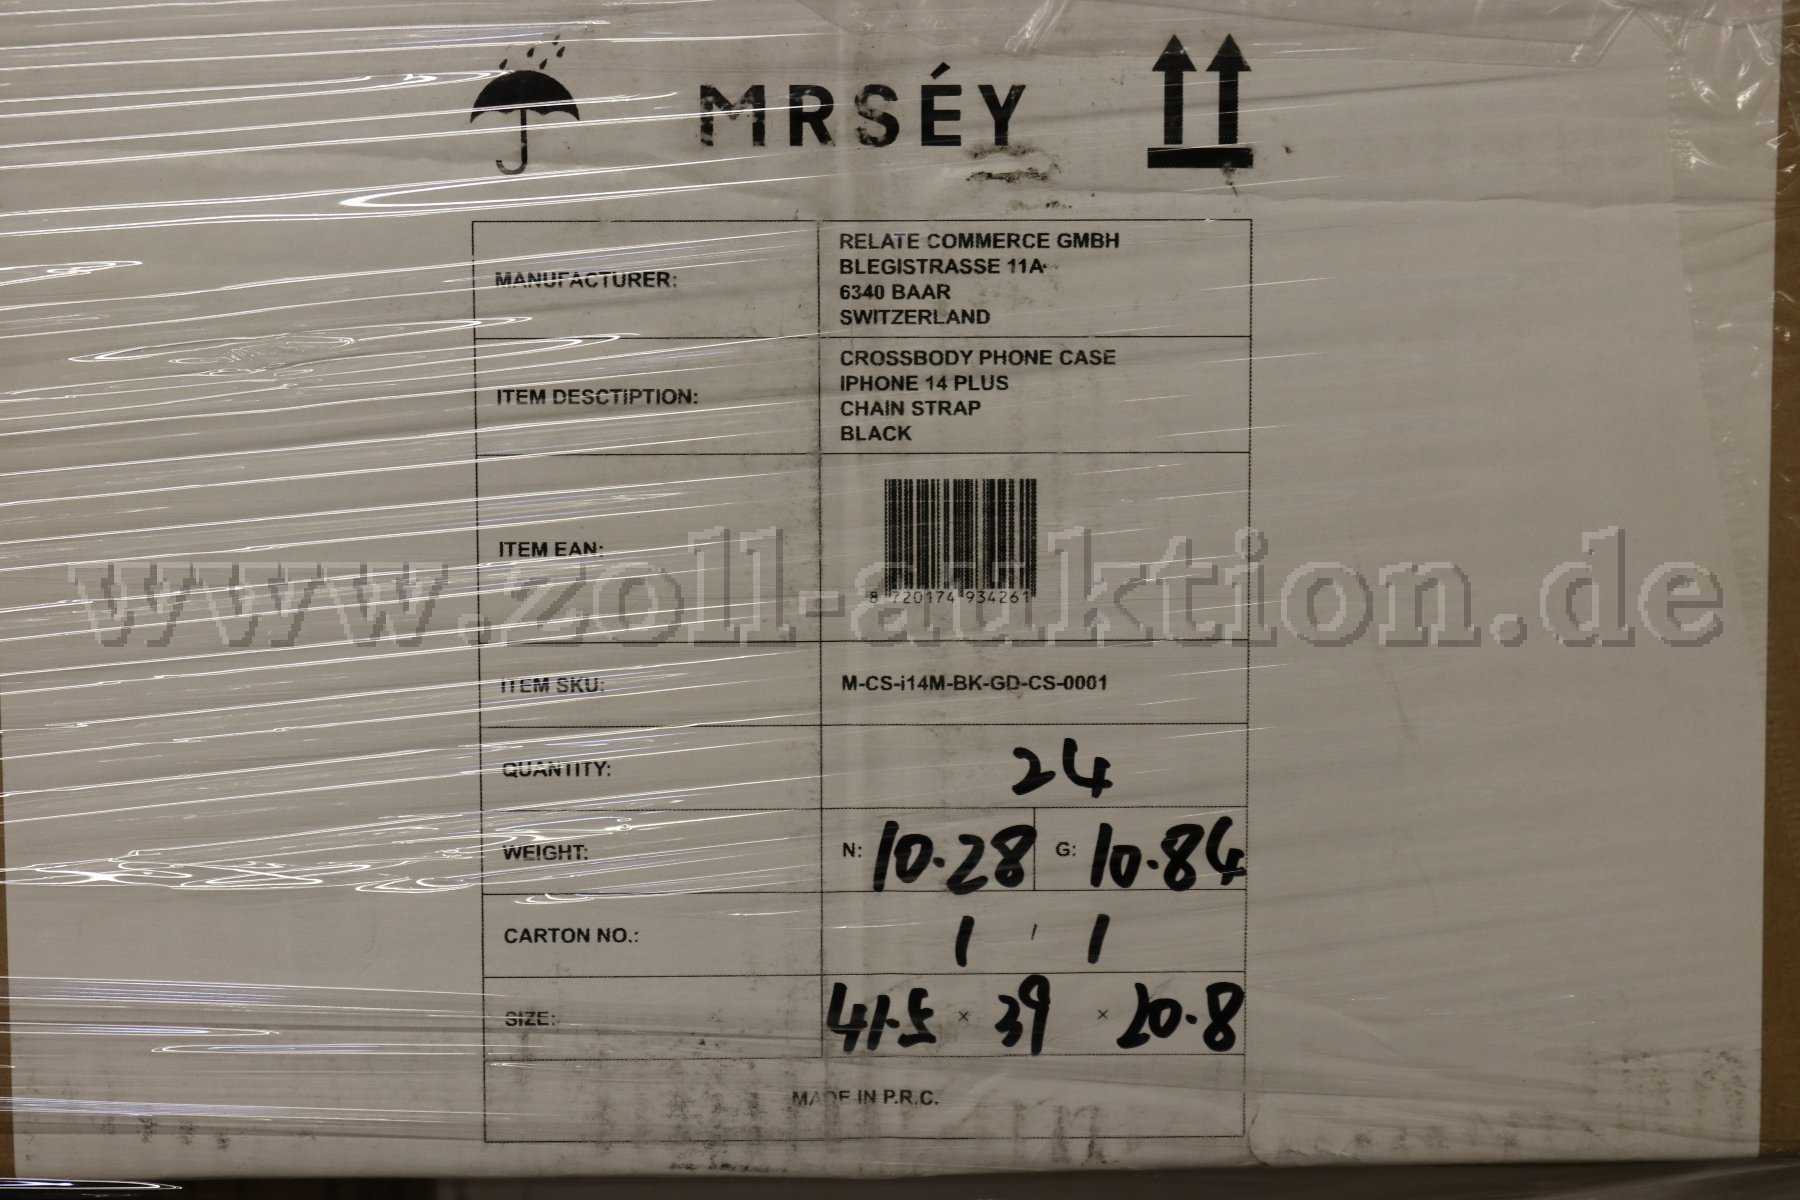 MRSÉY
MANUFACTURER:
RELATE COMMERCE GMBH
BLEGISTRASSE 11A
6340 BAAR
SWITZERLAND
ITEM DESCTIPTION:
CROSSBODY PHONE CASE
IPHONE 14 PLUS
CHAIN STRAP
BLACK
ITEM EAN:
8 720174 934261
www.zoll-auktion.de
ITEM SKU: M-CS-i14M-BK-GD-CS-0001
QUANTITY: 24
WEIGHT: N: 10.28 G: 10.84
CARTON NO.: 1 / 1
SIZE: 41.5 × 39 × 20.8
MADE IN P.R.C.